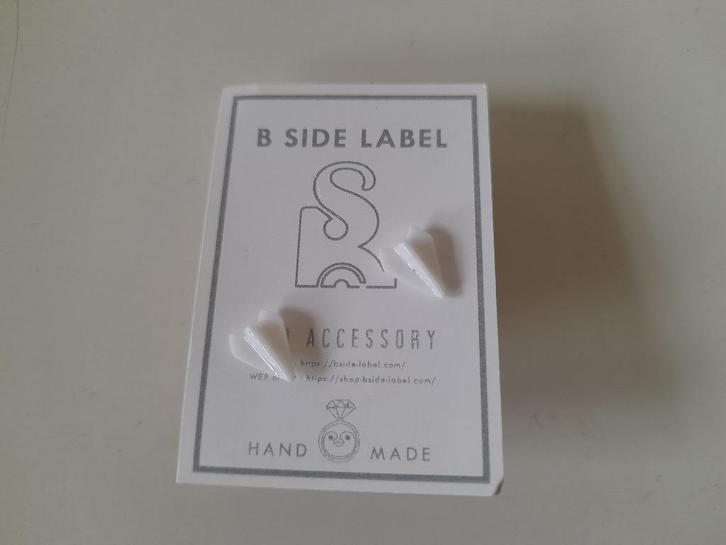 B SIDE LABEL
ACCESSORY
https://bside-label.com/
WEB : https://shop-bside-label.com/
HAND MADE